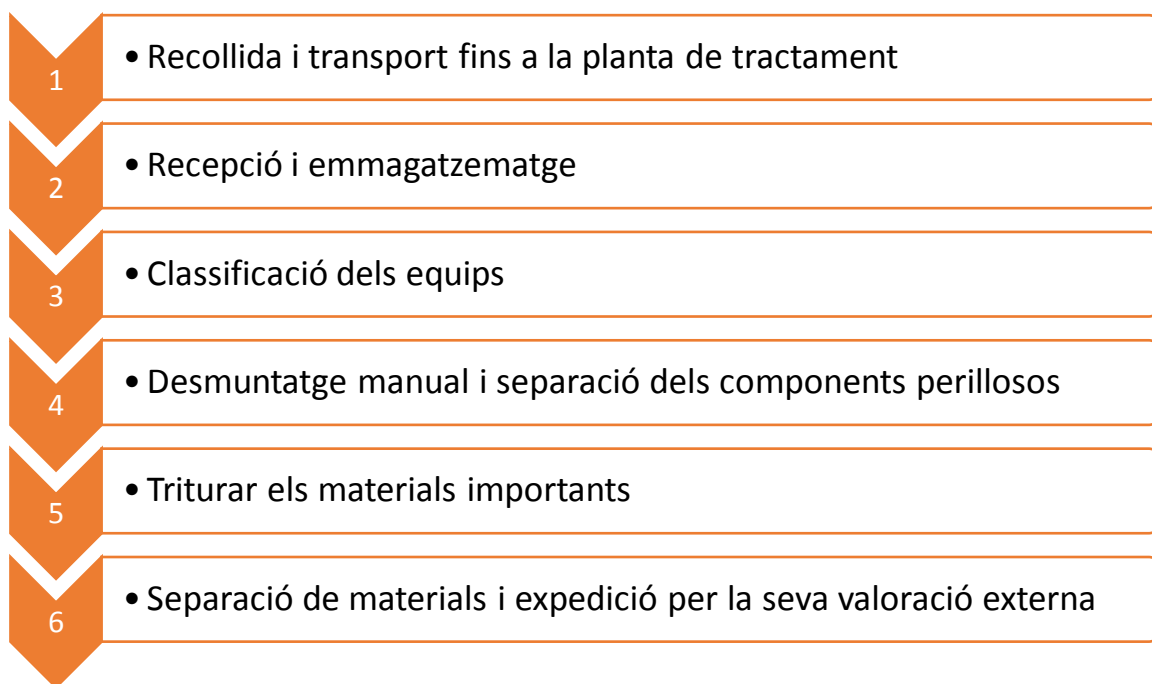 1
• Recollida i transport fins a la planta de tractament
2
• Recepció i emmagatzematge
3
• Classificació dels equips
4
• Desmuntatge manual i separació dels components perillosos
5
• Triturar els materials importants
6
• Separació de materials i expedició per la seva valoració externa